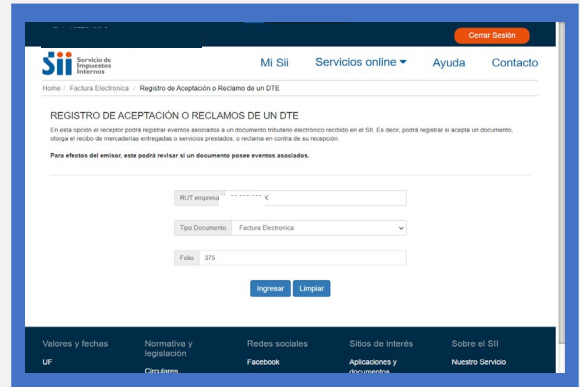 Cerrar Sesión
Sii Servicio de
Impuestos
Internos
Mi Sii Servicios online Ayuda Contacto
Home / Factura Electronica / Registro de Aceptación o Reclamo de un DTE
REGISTRO DE ACEPTACIÓN O RECLAMOS DE UN DTE
En esta opción el receptor podrá registrar eventos asociados a un documento tributario electrónico recibido en el SII. Es decir, podrá registrar si acepta un documento,
otorga el recibo de mercaderías entregadas o servicios prestados, o reclama en contra de su recepción.
Para efectos del emisor, este podrá revisar si un documento posee eventos asociados.
RUT empresa K
Tipo Documento Factura Electronica
Folio 375
Ingresar Limpiar
Valores y fechas Normativa y Redes sociales Sitios de interés Sobre el SII
legislación
UF Facebook Aplicaciones y Nuestro Servicio
Circulares documentos